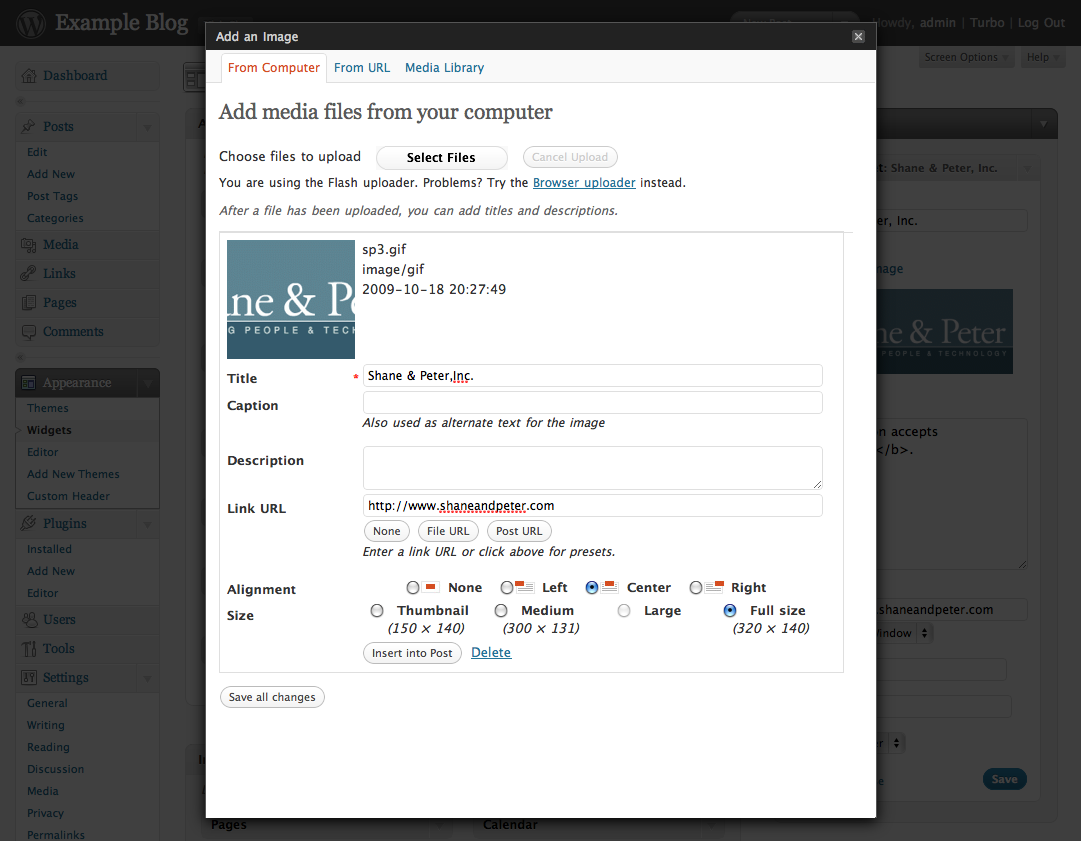 Example Blog
Howdy, admin | Turbo | Log Out
Screen Options
Help
Dashboard
Posts
Edit
Add New
Post Tags
Categories
Media
Links
Pages
Comments
Appearance
Themes
Widgets
Editor
Add New Themes
Custom Header
Plugins
Installed
Add New
Editor
Users
Tools
Settings
General
Writing
Reading
Discussion
Media
Privacy
Permalinks
Add an Image
From Computer From URL Media Library
Add media files from your computer
Choose files to upload Select Files Cancel Upload
You are using the Flash uploader. Problems? Try the Browser uploader instead.
After a file has been uploaded, you can add titles and descriptions.
ne & Pe
G PEOPLE & TECH
sp3.gif
image/gif
2009-10-18 20:27:49
Title * Shane & Peter,Inc.
Caption
Also used as alternate text for the image
Description
Link URL http://www.shaneandpeter.com
None File URL Post URL
Enter a link URL or click above for presets.
Alignment None Left Center Right
Size Thumbnail Medium Large Full size
(150 × 140) (300 × 131) (320 × 140)
Insert into Post Delete
Save all changes
Shane & Peter, Inc.
er, Inc.
ne & Peter
PEOPLE & TECHNOLOGY
accepts
</b>.
.shaneandpeter.com
Window
Save
Pages
Calendar